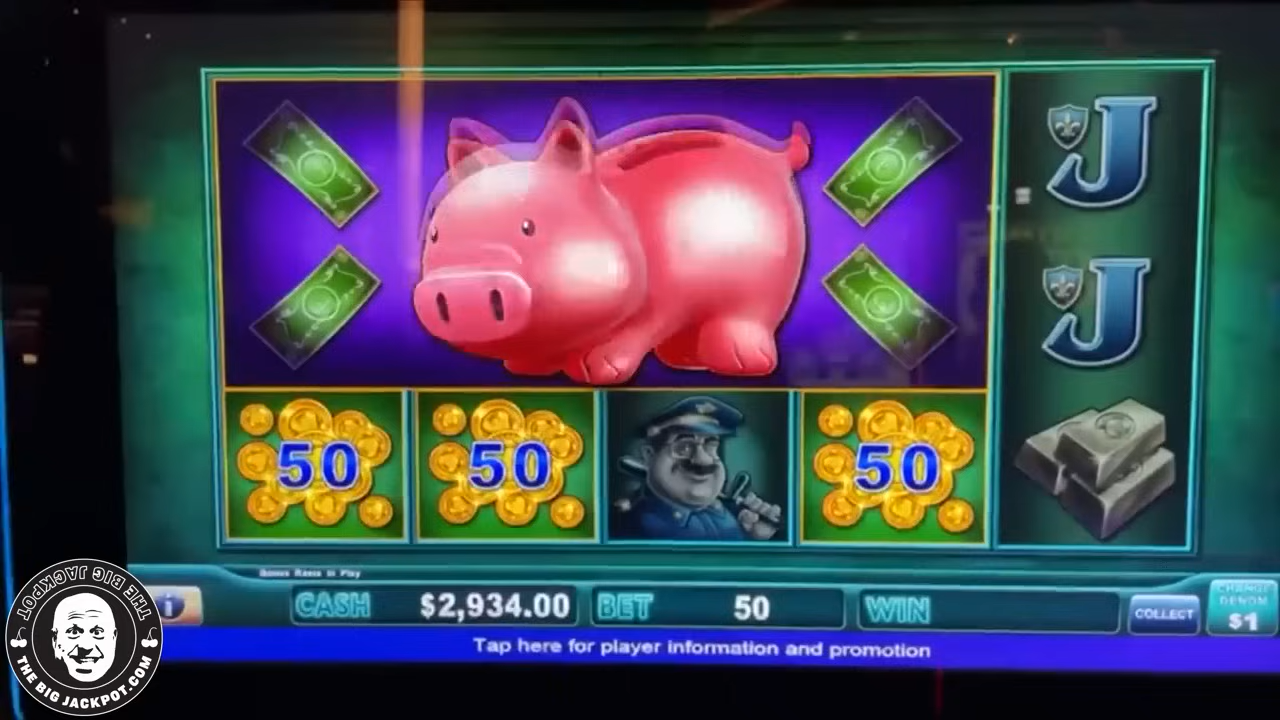 J
J
50 50 50
Bonus Reels In Play
i
CASH $2,934.00 BET 50 WIN COLLECT CHANGE DENOM $1
Tap here for player information and promotion
THE BIG JACKPOT
THE BIG JACKPOT.COM